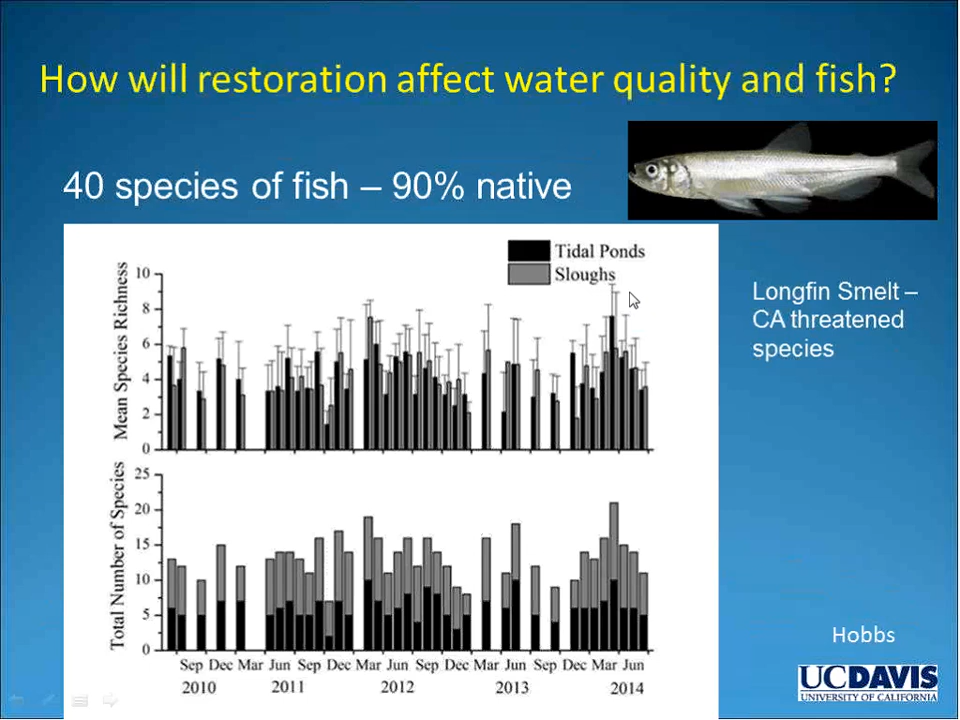 How will restoration affect water quality and fish?
40 species of fish – 90% native
Longfin Smelt –
CA threatened
species
Tidal Ponds
Sloughs
Mean Species Richness
10
8
6
4
2
0
Total Number of Species
25
20
15
10
5
0
Sep Dec Mar Jun Sep Dec Mar Jun Sep Dec Mar Jun Sep Dec Mar Jun
2010 2011 2012 2013 2014
Hobbs
UCDAVIS
UNIVERSITY OF CALIFORNIA